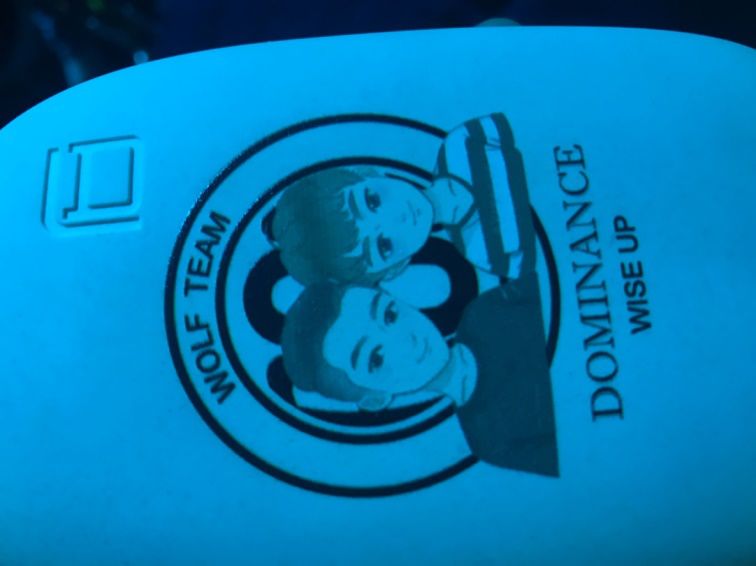 WOLF TEAM
DOMINANCE
WISE UP